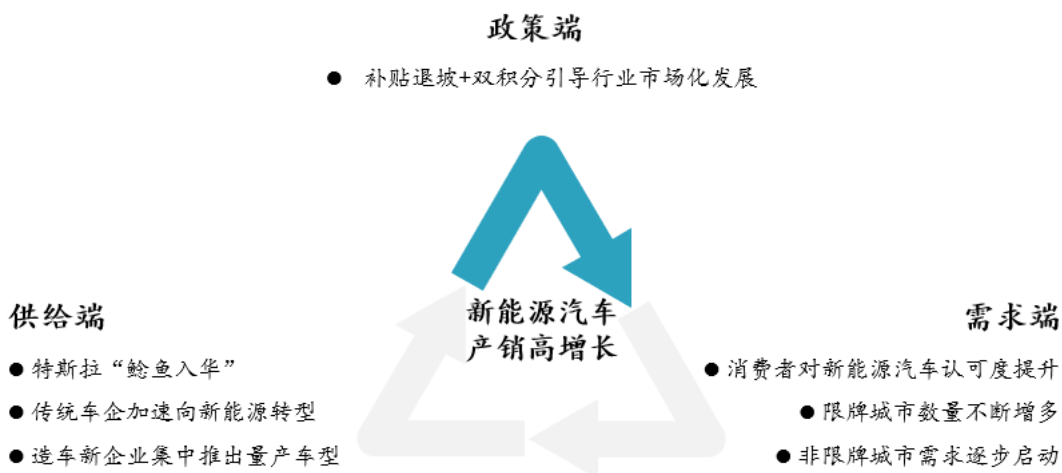 政策端
● 补贴退坡+双积分引导行业市场化发展
新能源汽车
产销高增长
供给端
● 特斯拉“鲶鱼入华”
● 传统车企加速向新能源转型
● 造车新企业集中推出量产车型
需求端
● 消费者对新能源汽车认可度提升
● 限牌城市数量不断增多
● 非限牌城市需求逐步启动